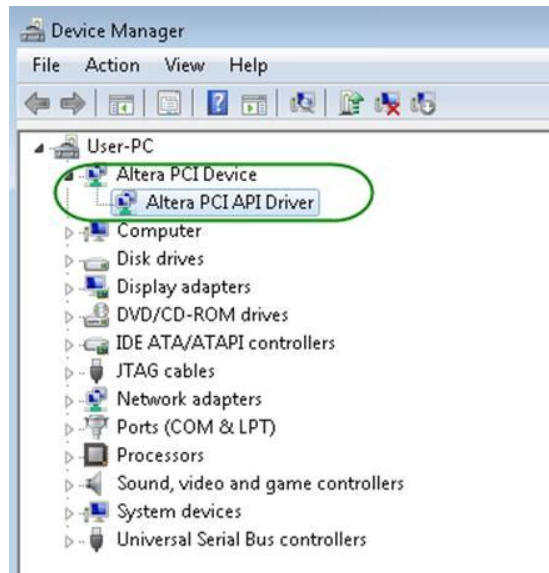 Device Manager
File Action View Help
User-PC
Altera PCI Device
Altera PCI API Driver
Computer
Disk drives
Display adapters
DVD/CD-ROM drives
IDE ATA/ATAPI controllers
JTAG cables
Network adapters
Ports (COM & LPT)
Processors
Sound, video and game controllers
System devices
Universal Serial Bus controllers